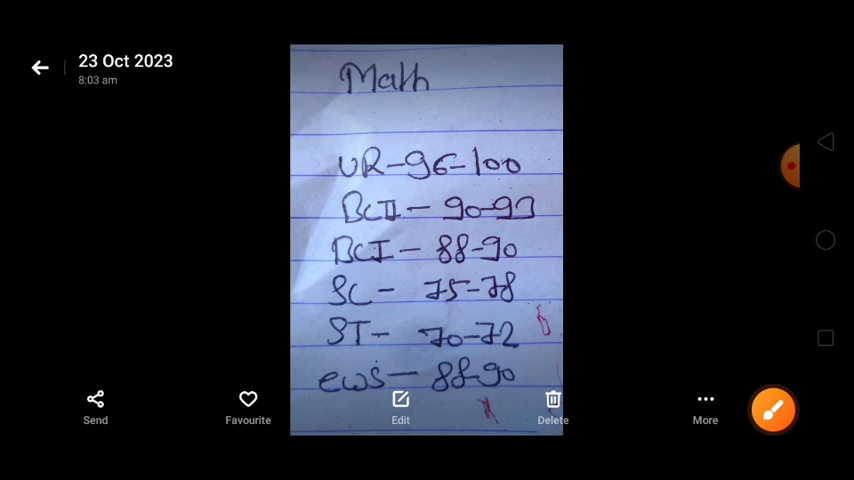 23 Oct 2023
8:03 am
Math
UR-96-100
BCII - 90-93
BCI - 88-90
SC - 75-78
ST - 70-72
ews - 88-90
Send
Favourite
Edit
Delete
More